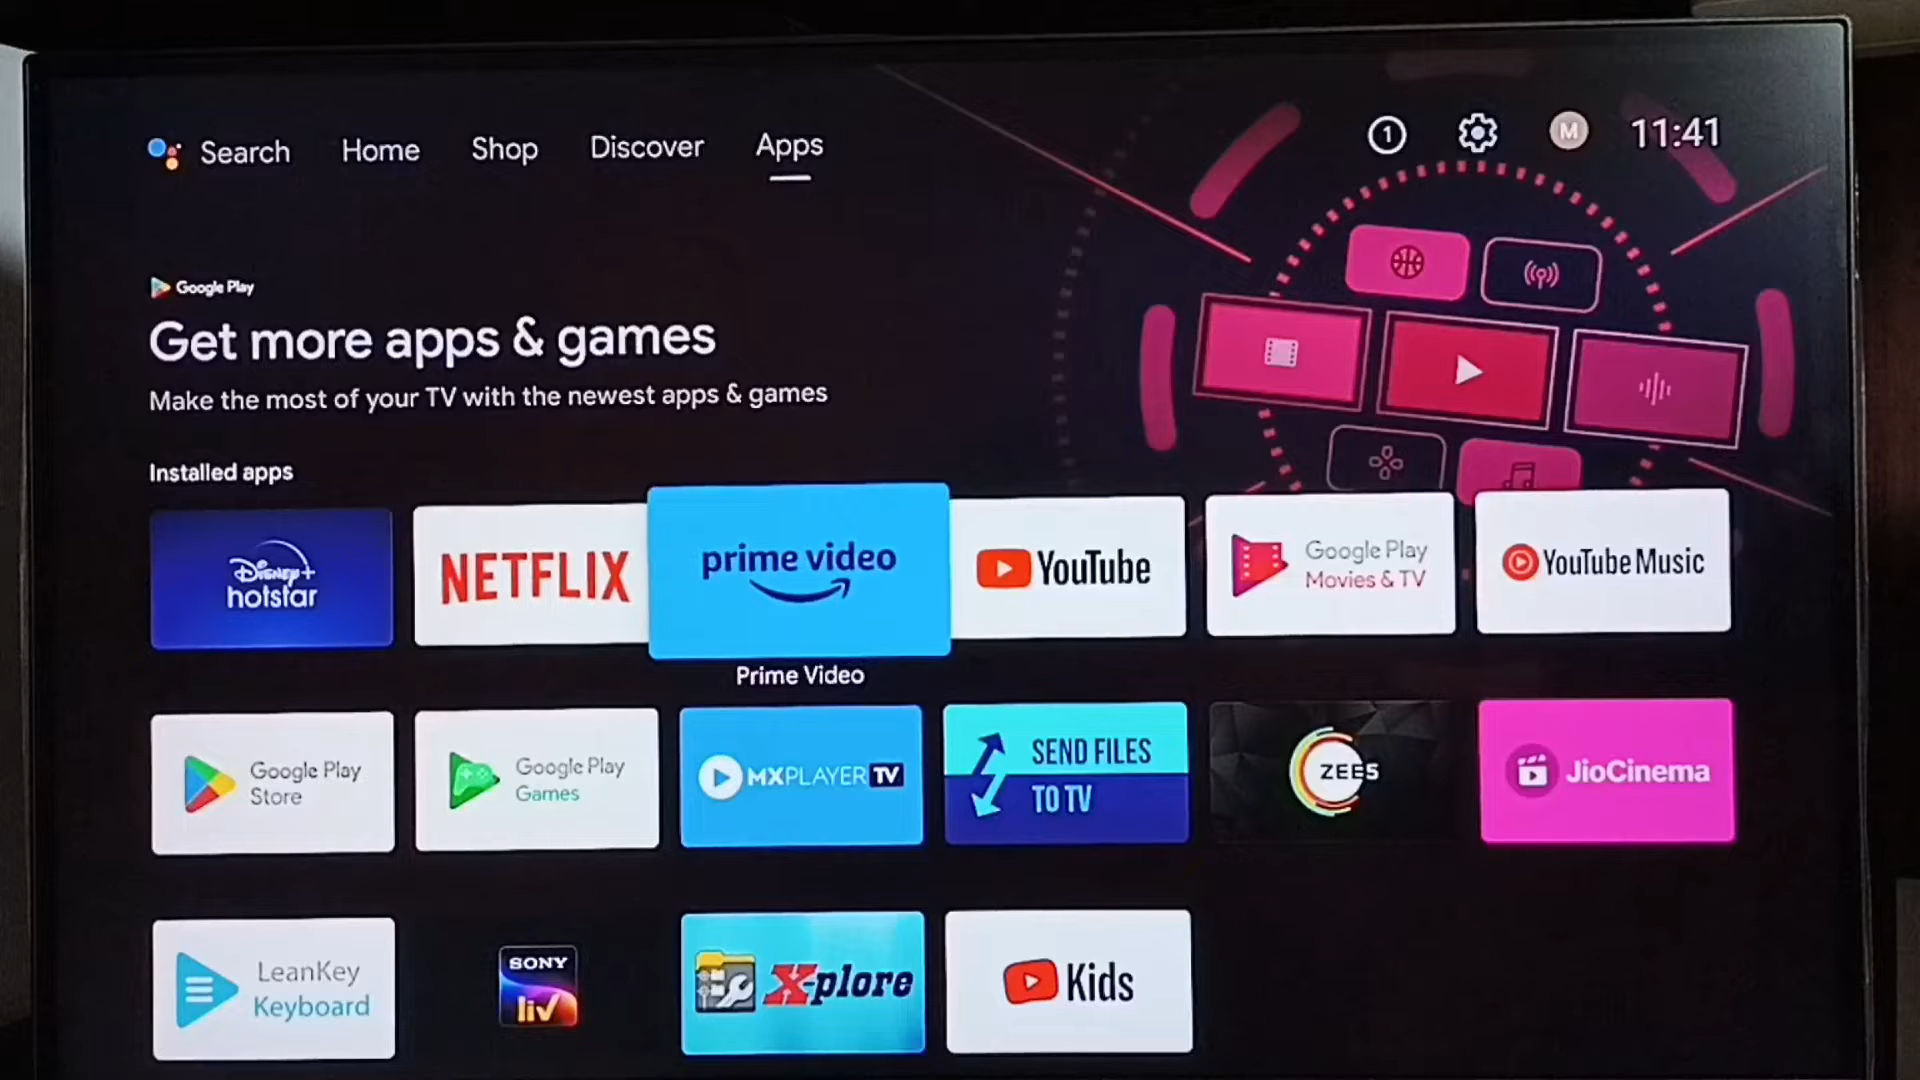 Search Home Shop Discover Apps 1 M 11:41
Google Play
Get more apps & games
Make the most of your TV with the newest apps & games
Installed apps
Disney+
hotstar
NETFLIX
prime video
YouTube
Google Play
Movies & TV
YouTube Music
Prime Video
Google Play
Store
Google Play
Games
MXPLAYER TV
SEND FILES
TO TV
ZEE5
JioCinema
LeanKey
Keyboard
SONY
liv
X-plore
Kids